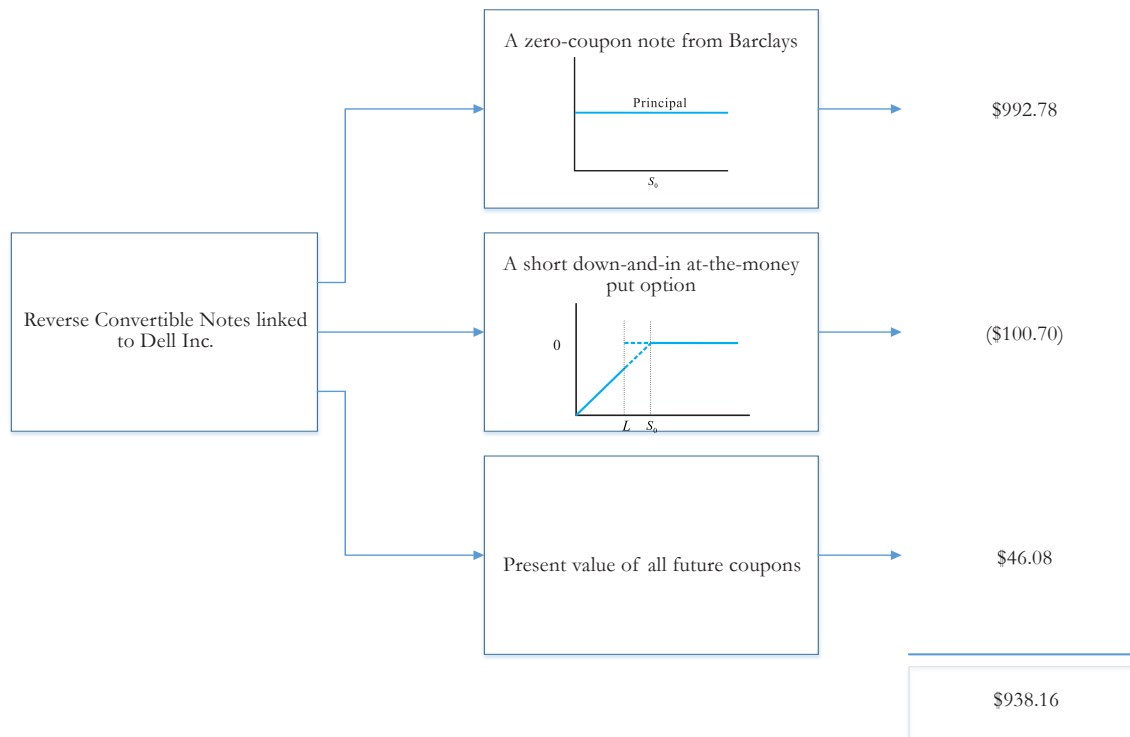 A zero-coupon note from Barclays
Principal
S₀
$992.78
Reverse Convertible Notes linked
to Dell Inc.
A short down-and-in at-the-money
put option
0
L S₀
($100.70)
Present value of all future coupons
$46.08
$938.16